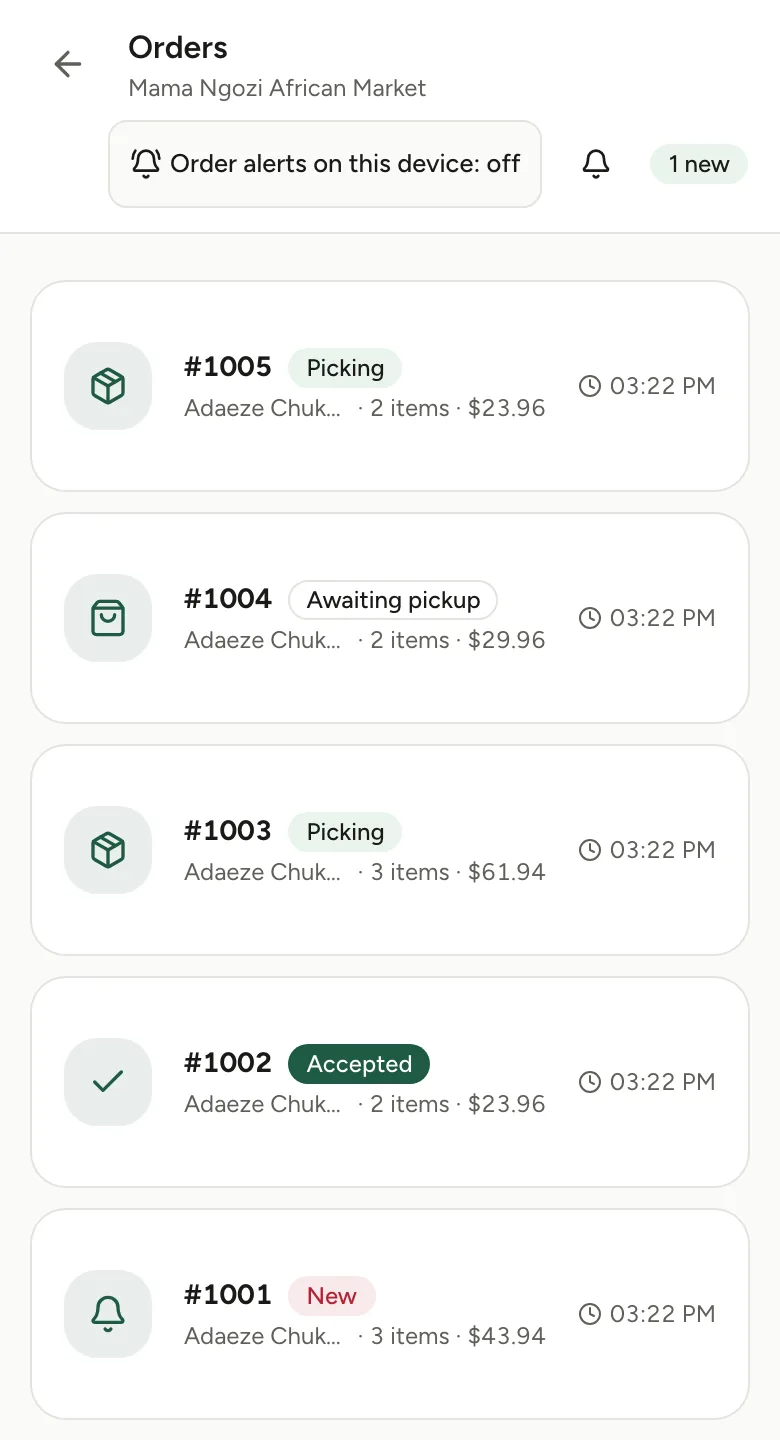 Orders
Mama Ngozi African Market
Order alerts on this device: off
1 new
#1005 Picking
Adaeze Chuk... · 2 items · $23.96
03:22 PM
#1004 Awaiting pickup
Adaeze Chuk... · 2 items · $29.96
03:22 PM
#1003 Picking
Adaeze Chuk... · 3 items · $61.94
03:22 PM
#1002 Accepted
Adaeze Chuk... · 2 items · $23.96
03:22 PM
#1001 New
Adaeze Chuk... · 3 items · $43.94
03:22 PM